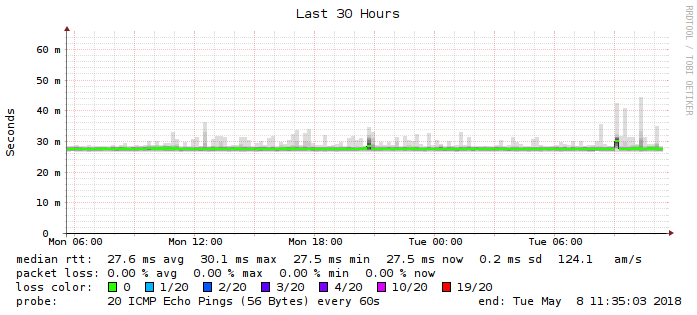 Last 30 Hours
RRDTOOL / TOBI OETIKER
Seconds
60 m
50 m
40 m
30 m
20 m
10 m
0
Mon 06:00 Mon 12:00 Mon 18:00 Tue 00:00 Tue 06:00
median rtt: 27.6 ms avg 30.1 ms max 27.5 ms min 27.5 ms now 0.2 ms sd 124.1 am/s
packet loss: 0.00 % avg 0.00 % max 0.00 % min 0.00 % now
loss color: 0 1/20 2/20 3/20 4/20 10/20 19/20
probe: 20 ICMP Echo Pings (56 Bytes) every 60s end: Tue May 8 11:35:03 2018